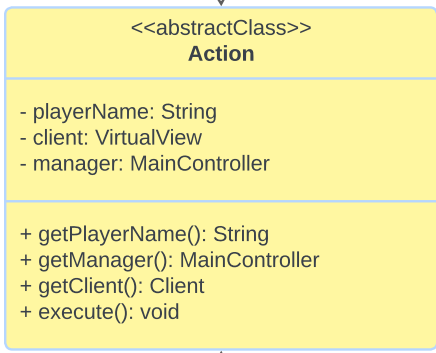 <<abstractClass>>
Action
- playerName: String
- client: VirtualView
- manager: MainController
+ getPlayerName(): String
+ getManager(): MainController
+ getClient(): Client
+ execute(): void